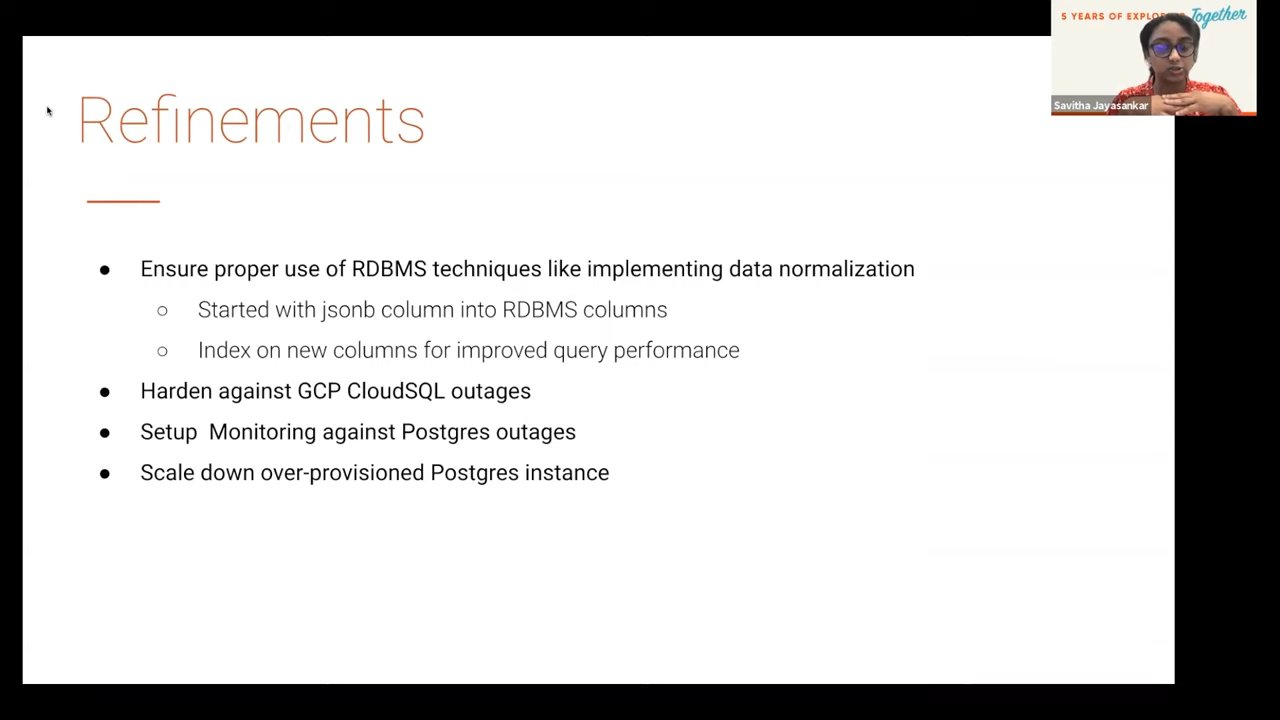 5 YEARS OF EXPLO
Together
Savitha Jayasankar
Refinements
● Ensure proper use of RDBMS techniques like implementing data normalization
○ Started with jsonb column into RDBMS columns
○ Index on new columns for improved query performance
● Harden against GCP CloudSQL outages
● Setup  Monitoring against Postgres outages
● Scale down over-provisioned Postgres instance